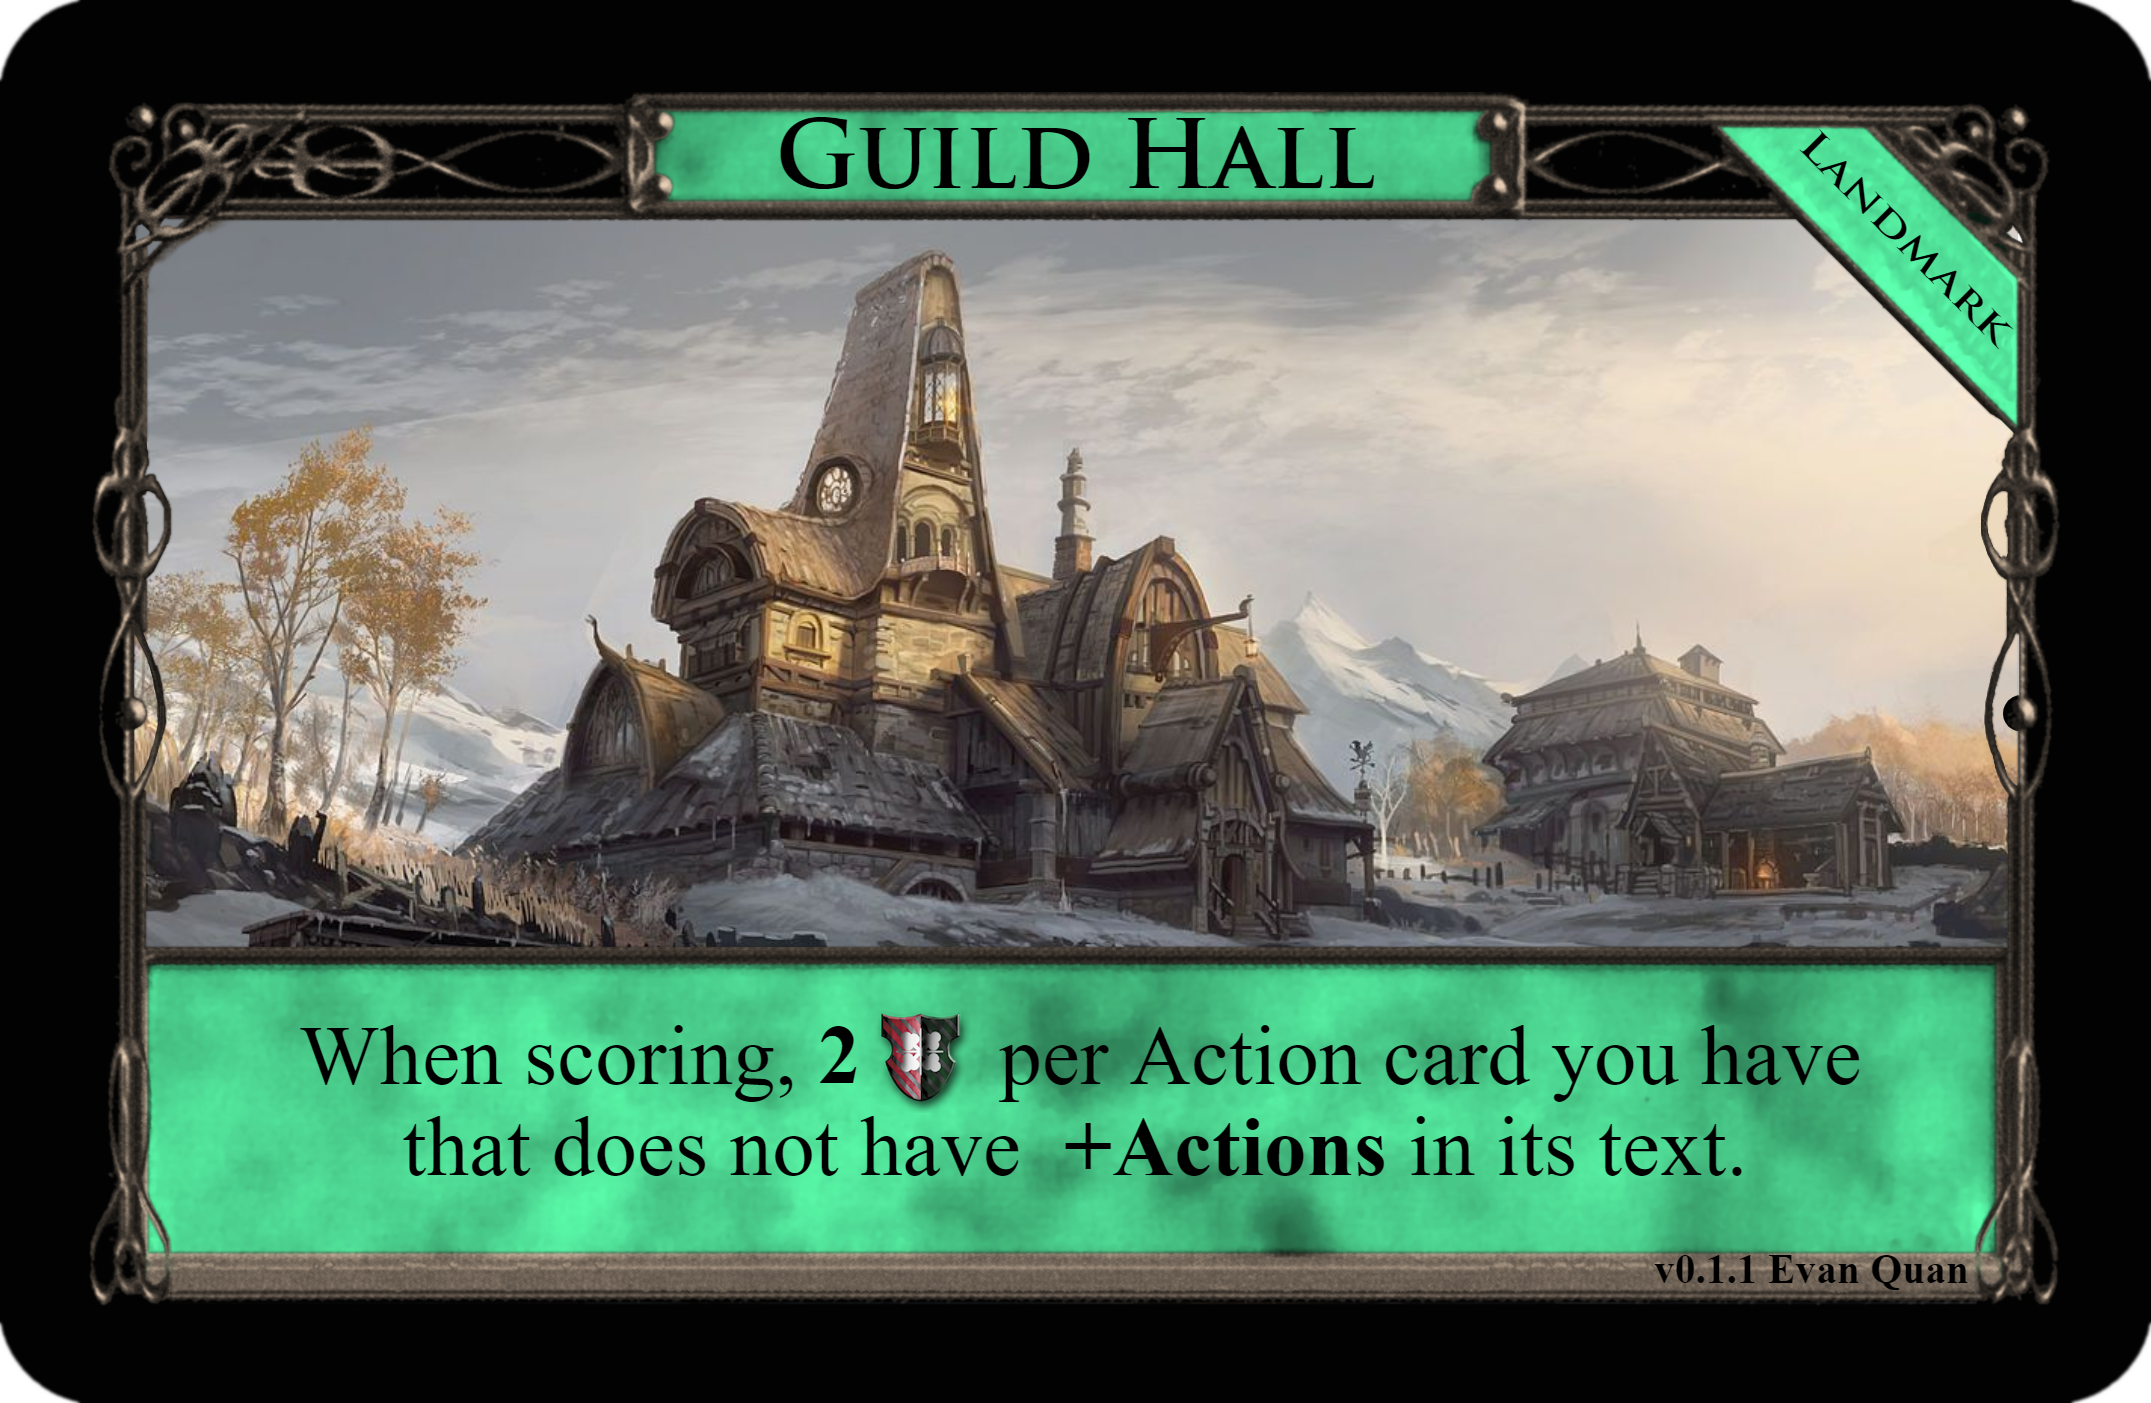 GUILD HALL
LANDMARK
When scoring, 2 per Action card you have
that does not have +Actions in its text.
v0.1.1 Evan Quan